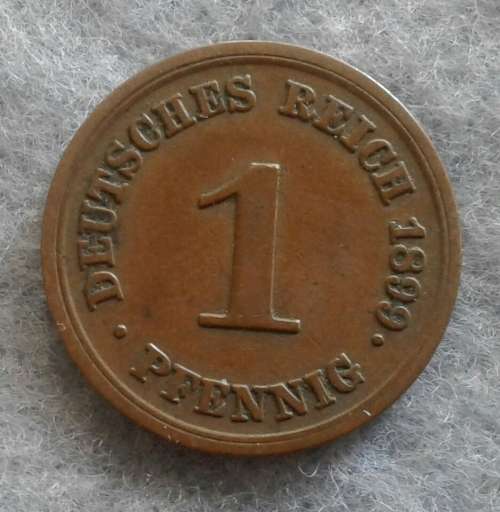 DEUTSCHES REICH 1899.
1
· PFENNIG